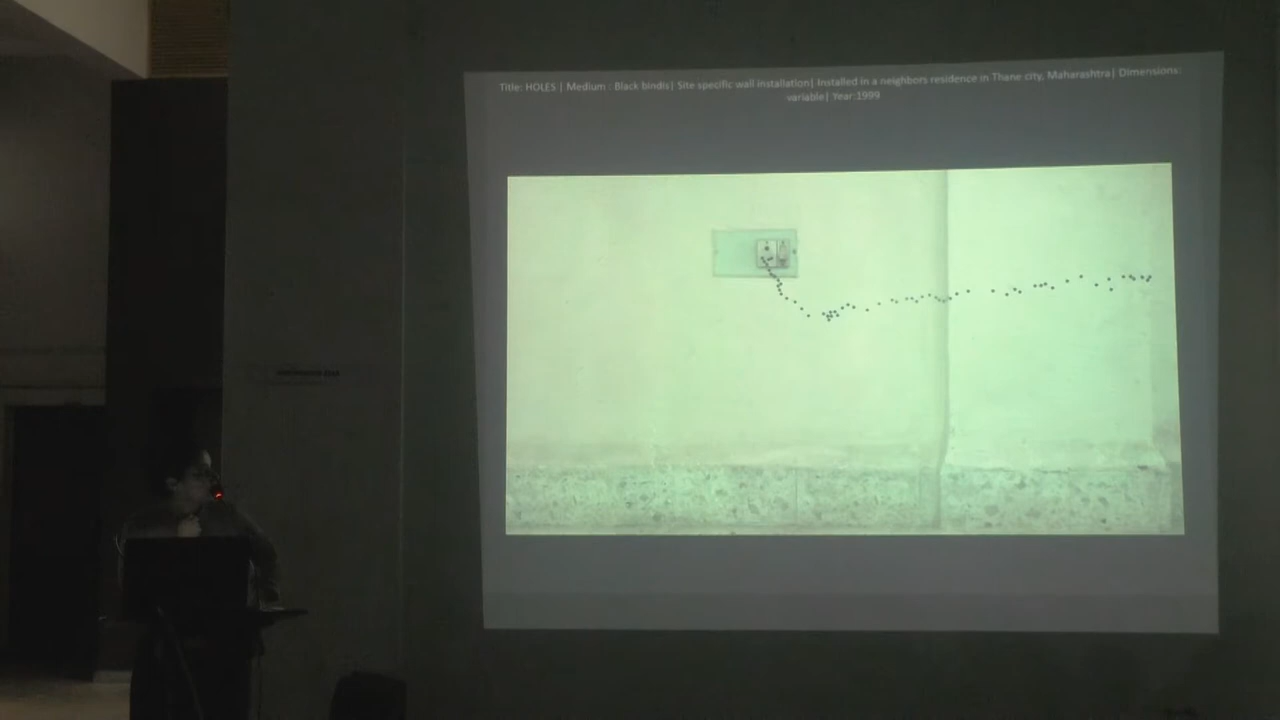 Title: HOLES | Medium : Black bindis| Site specific wall installation| Installed in a neighbors residence in Thane city, Maharashtra| Dimensions:
variable| Year:1999